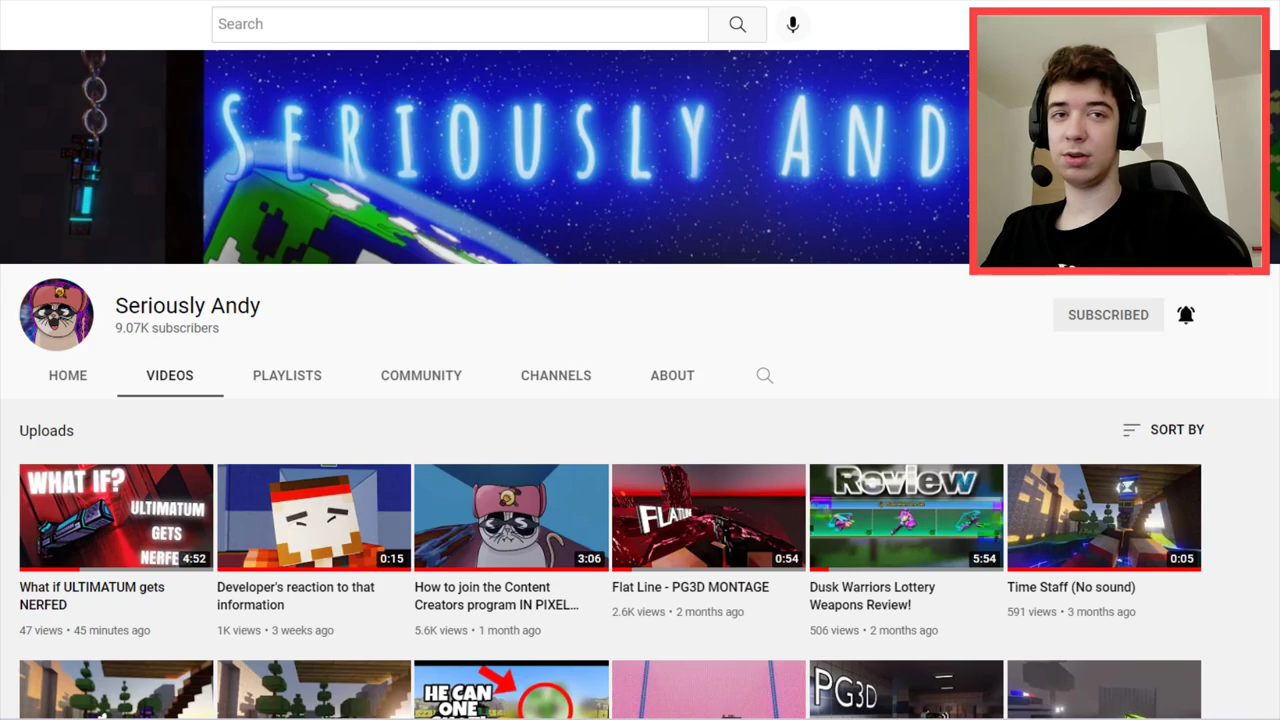 Search
SERIOUSLY AND
Seriously Andy
9.07K subscribers
SUBSCRIBED
HOME
VIDEOS
PLAYLISTS
COMMUNITY
CHANNELS
ABOUT
Uploads
SORT BY
WHAT IF?
ULTIMATUM
GETS
NERFE
4:52
0:15
3:06
FLATLI
0:54
Review
5:54
0:05
What if ULTIMATUM gets
NERFED
47 views • 45 minutes ago
Developer's reaction to that
information
1K views • 3 weeks ago
How to join the Content
Creators program IN PIXEL...
5.6K views • 1 month ago
Flat Line - PG3D MONTAGE
2.6K views • 2 months ago
Dusk Warriors Lottery
Weapons Review!
506 views • 2 months ago
Time Staff (No sound)
591 views • 3 months ago
HE CAN
ONE
PG3D